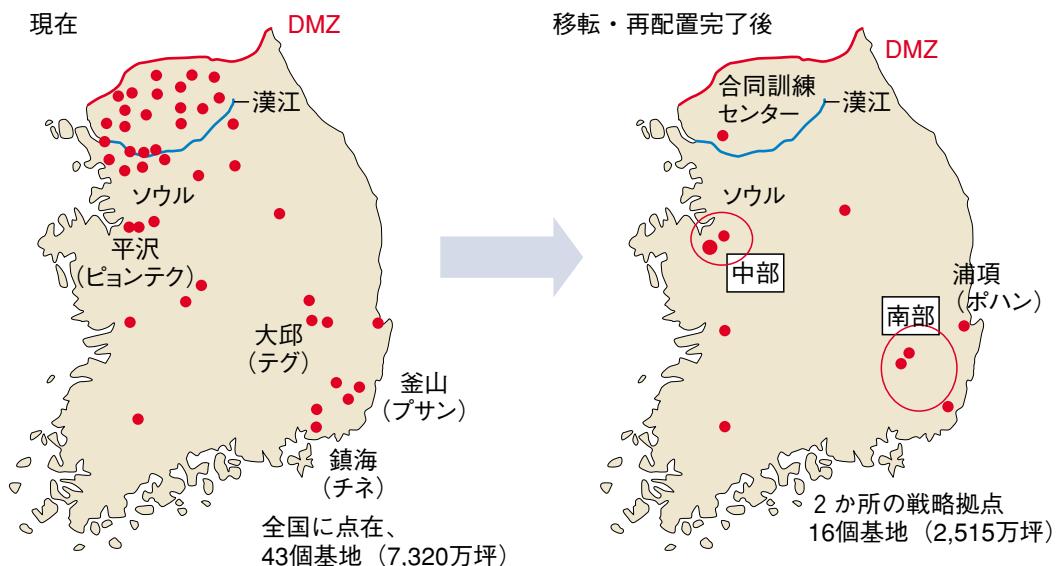 現在
DMZ
漢江
ソウル
平沢
（ピョンテク）
大邱
（テグ）
釜山
（プサン）
鎮海
（チネ）
全国に点在、
43個基地（7,320万坪）
移転・再配置完了後
DMZ
合同訓練
センター
漢江
ソウル
中部
浦項
（ポハン）
南部
２か所の戦略拠点
16個基地（2,515万坪）